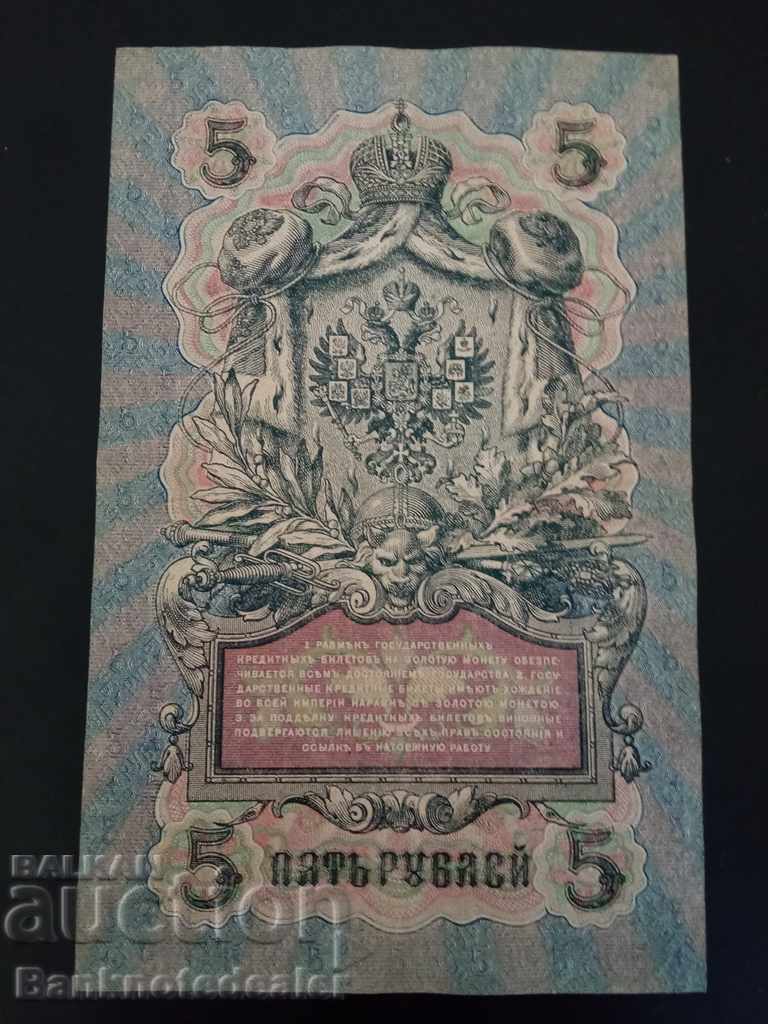 5 5
1 РАЗМѢНЪ ГОСУДАРСТВЕННЫХЪ
КРЕДИТНЫХЪ БИЛЕТОВЪ НА ЗОЛОТУЮ МОНЕТУ ОБЕЗПЕ-
ЧИВАЕТСЯ ВСѢМЪ ДОСТОЯНІЕМЪ ГОСУДАРСТВА 2. ГОСУ-
ДАРСТВЕННЫЕ КРЕДИТНЫЕ БИЛЕТЫ ИМѢЮТЪ ХОЖДЕНІЕ
ВО ВСЕЙ ИМПЕРІИ НАРАВНѢ СЪ ЗОЛОТОЮ МОНЕТОЮ.
3 ЗА ПОДДѢЛКУ КРЕДИТНЫХЪ БИЛЕТОВЪ ВИНОВНЫЕ
ПОДВЕРГАЮТСЯ ЛИШЕНІЮ ВСѢХЪ ПРАВЪ СОСТОЯНІЯ И
ССЫЛКѢ ВЪ КАТОРЖНУЮ РАБОТУ
5 ПЯТЬ РУБЛЕЙ 5
BALKAN
auction
Banknotedealer